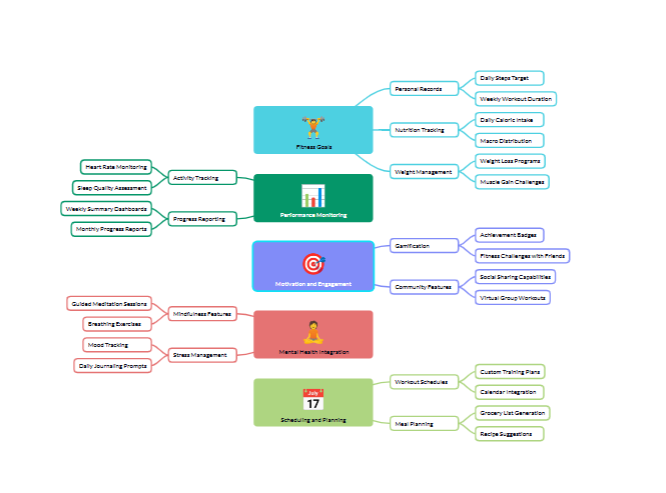 Fitness Goals
Personal Records
Daily Steps Target
Weekly Workout Duration
Nutrition Tracking
Daily Caloric Intake
Macro Distribution
Weight Management
Weight Loss Programs
Muscle Gain Challenges
Performance Monitoring
Activity Tracking
Heart Rate Monitoring
Sleep Quality Assessment
Progress Reporting
Weekly Summary Dashboards
Monthly Progress Reports
Motivation and Engagement
Gamification
Achievement Badges
Fitness Challenges with Friends
Community Features
Social Sharing Capabilities
Virtual Group Workouts
Mental Health Integration
Mindfulness Features
Guided Meditation Sessions
Breathing Exercises
Stress Management
Mood Tracking
Daily Journaling Prompts
July
17
Scheduling and Planning
Workout Schedules
Custom Training Plans
Calendar Integration
Meal Planning
Grocery List Generation
Recipe Suggestions